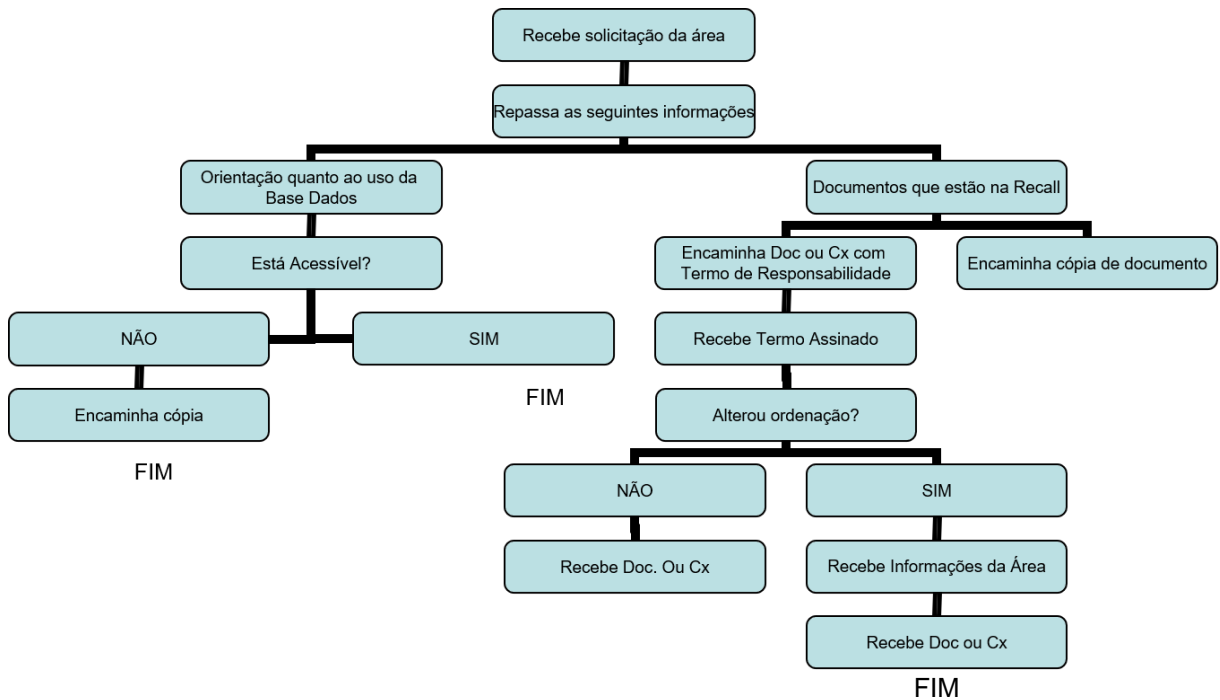 Recebe solicitação da área
Repassa as seguintes informações
Orientação quanto ao uso da
Base Dados
Documentos que estão na Recall
Está Acessível?
Encaminha Doc ou Cx com
Termo de Responsabilidade
Encaminha cópia de documento
NÃO
SIM
Recebe Termo Assinado
FIM
Encaminha cópia
Alterou ordenação?
FIM
NÃO
SIM
Recebe Doc. Ou Cx
Recebe Informações da Área
Recebe Doc ou Cx
FIM